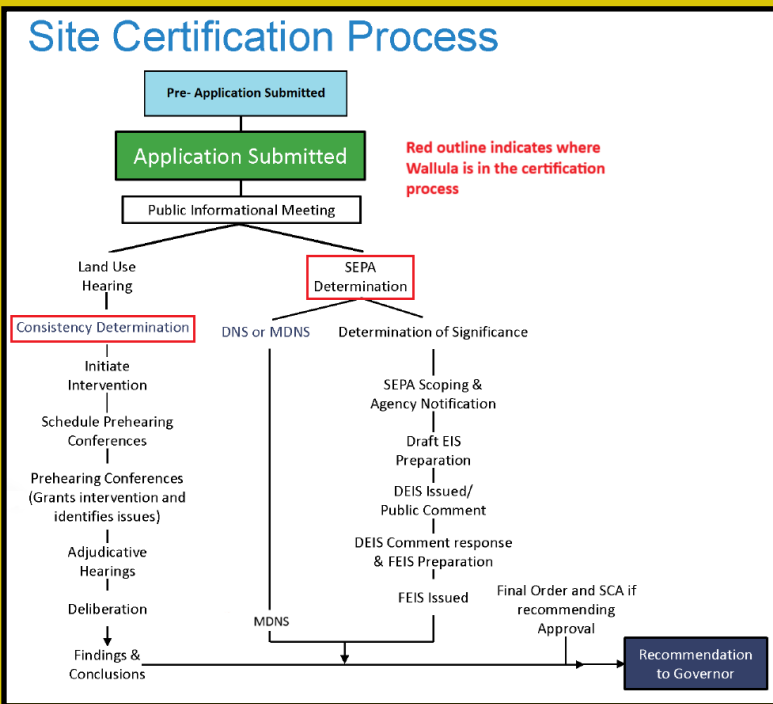 Site Certification Process
Pre- Application Submitted
Application Submitted
Red outline indicates where
Wallula is in the certification
process
Public Informational Meeting
Land Use
Hearing
SEPA
Determination
Consistency Determination
DNS or MDNS
Determination of Significance
Initiate
Intervention
SEPA Scoping &
Agency Notification
Schedule Prehearing
Conferences
Draft EIS
Preparation
Prehearing Conferences
(Grants intervention and
identifies issues)
DEIS Issued/
Public Comment
Adjudicative
Hearings
DEIS Comment response
& FEIS Preparation
Deliberation
FEIS Issued
Final Order and SCA if
recommending
Approval
MDNS
Findings &
Conclusions
Recommendation
to Governor